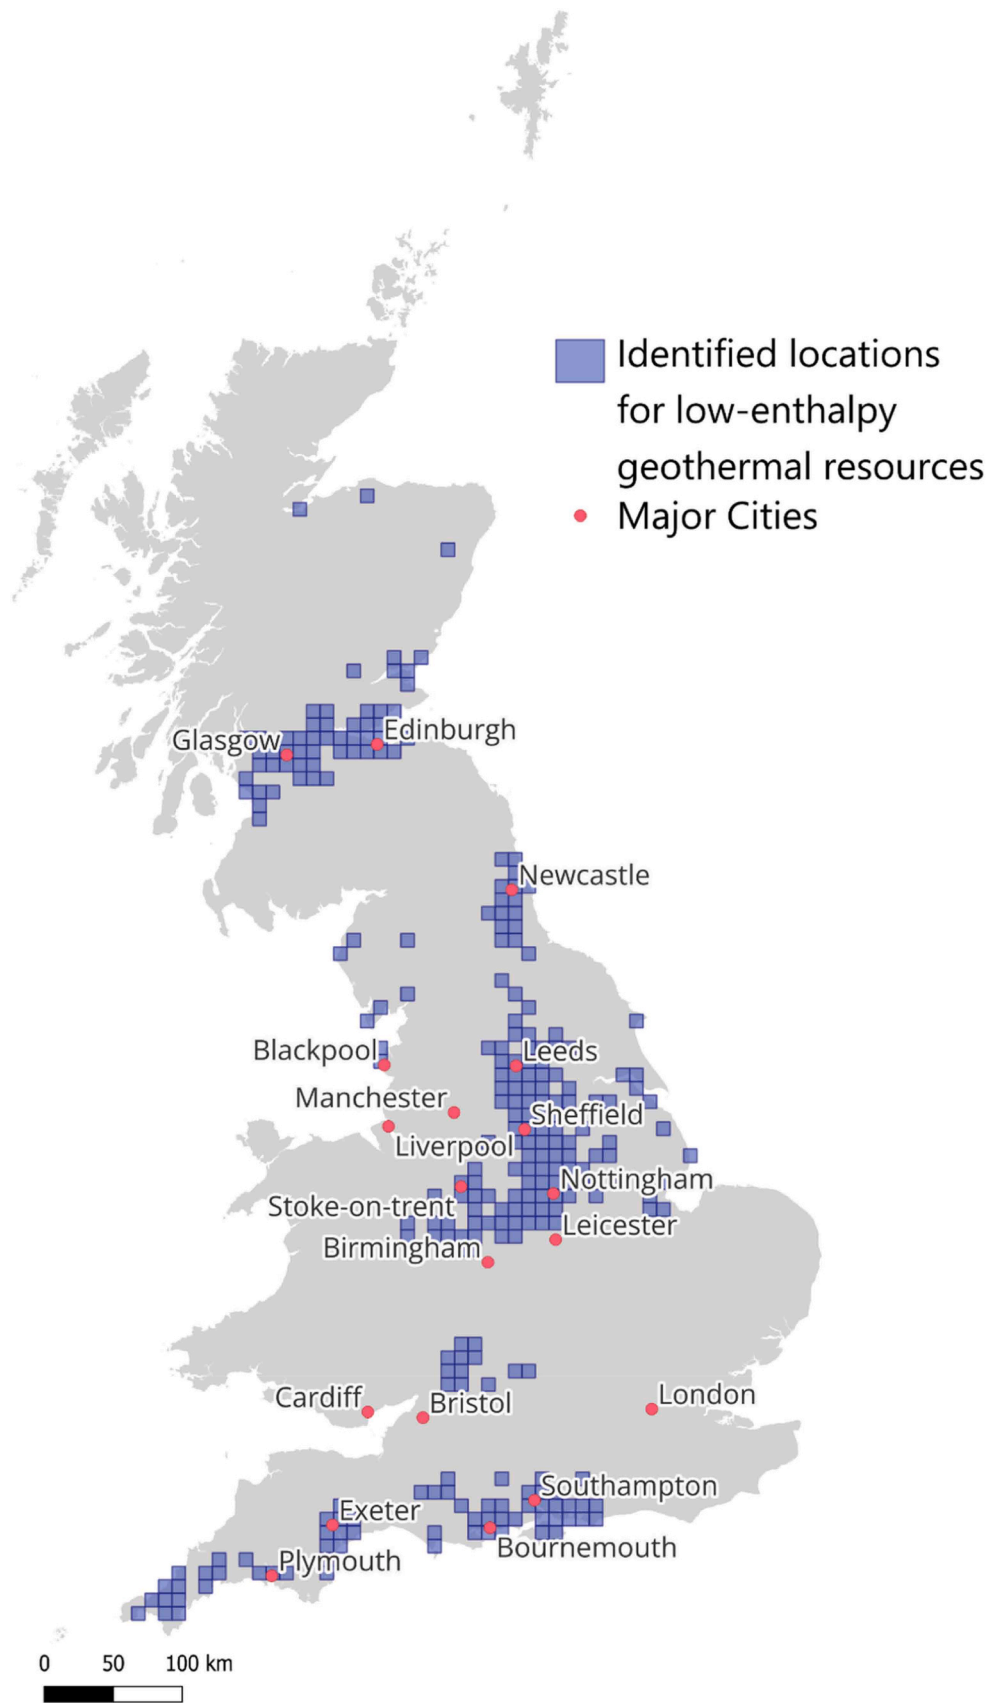 Identified locations
for low-enthalpy
geothermal resources
Major Cities
Edinburgh
Glasgow
Newcastle
Blackpool
Leeds
Manchester
Sheffield
Liverpool
Nottingham
Stoke-on-trent
Leicester
Birmingham
Cardiff
Bristol
London
Southampton
Exeter
Bournemouth
Plymouth
0 50 100 km